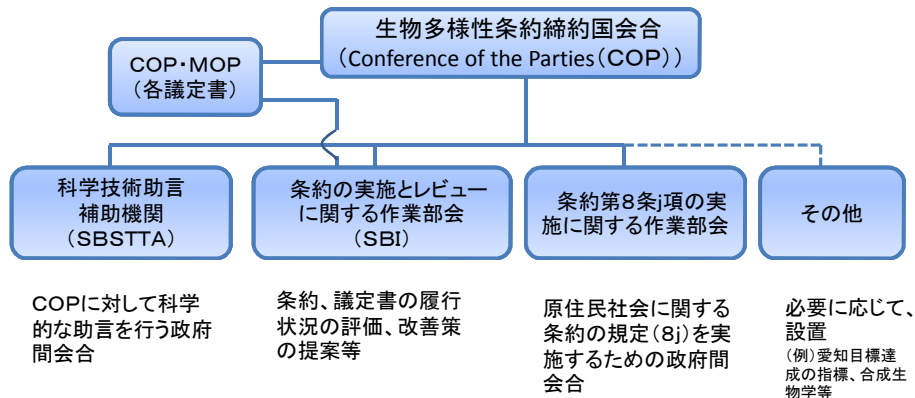 生物多様性条約締約国会合
（Conference of the Parties（COP））
COP・MOP
（各議定書）
科学技術助言
補助機関
（SBSTTA）
条約の実施とレビュー
に関する作業部会
（SBI）
条約第8条j項の実
施に関する作業部会
その他
COPに対して科学
的な助言を行う政府
間会合
条約、議定書の履行
状況の評価、改善策
の提案等
原住民社会に関する
条約の規定（8j）を実
施するための政府間
会合
必要に応じて、
設置
（例）愛知目標達
成の指標、合成生
物学等